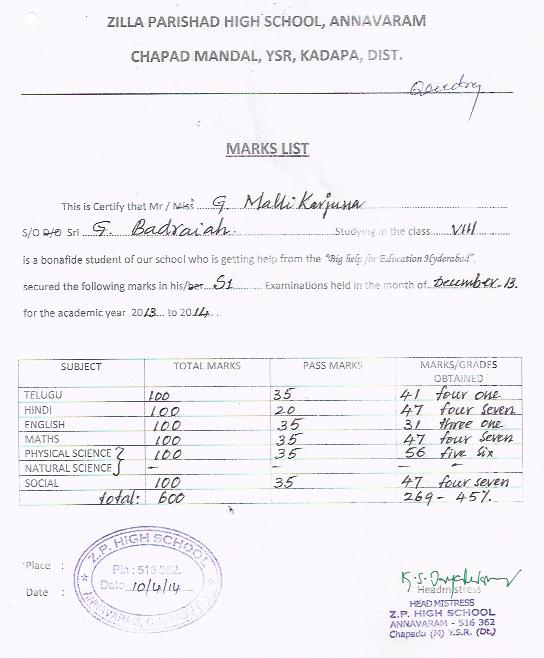 ZILLA PARISHAD HIGH SCHOOL, ANNAVARAM
CHAPAD MANDAL, YSR, KADAPA, DIST.
MARKS LIST
This is Certify that Mr / Miss G. Malli Karjuna
S/O D/O Sri G. Badraiah. Studying in the class VIII
is a bonafide student of our school who is getting help from the "Big help for Education Hyderabad",
secured the following marks in his/her S1 Examinations held in the month of December-13.
for the academic year 2013 to 2014.
SUBJECT TOTAL MARKS PASS MARKS MARKS/GRADES OBTAINED
TELUGU 100 35 41 four one
HINDI 100 20 47 four seven
ENGLISH 100 35 31 three one
MATHS 100 35 47 four seven
PHYSICAL SCIENCE 100 35 56 five six
NATURAL SCIENCE - - - -
SOCIAL 100 35 47 four seven
total: 600 269 - 45%.
Z.P. HIGH SCHOOL
Place :
Pin : 516 362.
Date : Date 10/4/14
ANNAVARAM,
Headmistress
HEAD MISTRESS
Z.P. HIGH SCHOOL
ANNAVARAM - 516 362
Chapadu (M) Y.S.R. (Dt.)